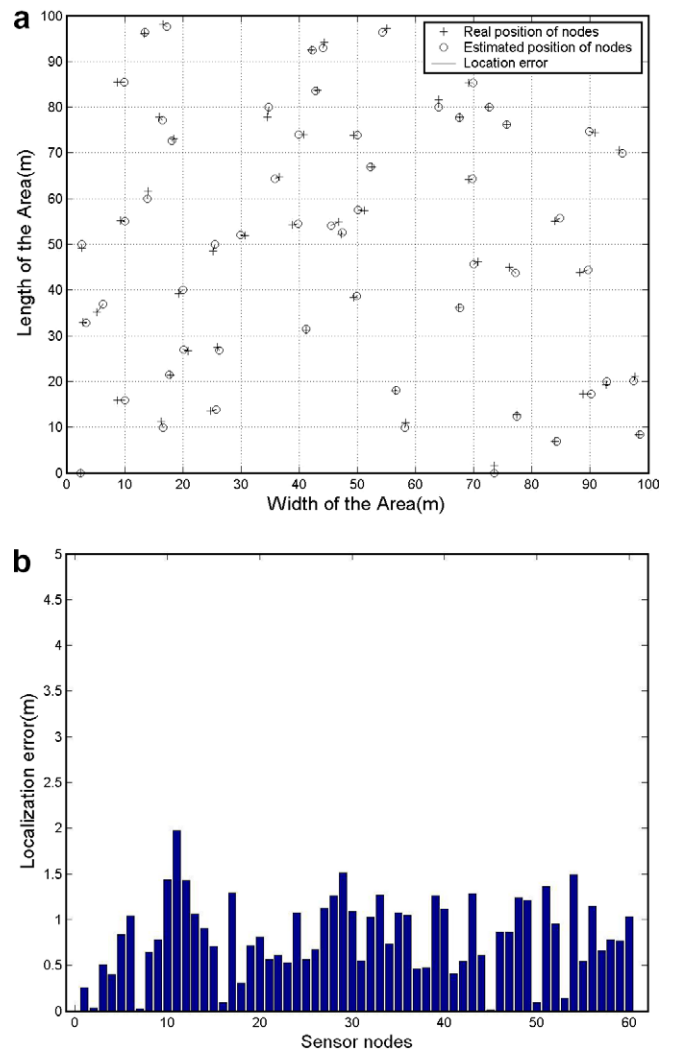 a
Real position of nodes
Estimated position of nodes
Location error
100
90
80
70
60
50
40
30
20
10
0
Length of the Area(m)
0 10 20 30 40 50 60 70 80 90 100
Width of the Area(m)
b
5
4.5
4
3.5
3
2.5
2
1.5
1
0.5
0
Localization error(m)
0 10 20 30 40 50 60
Sensor nodes